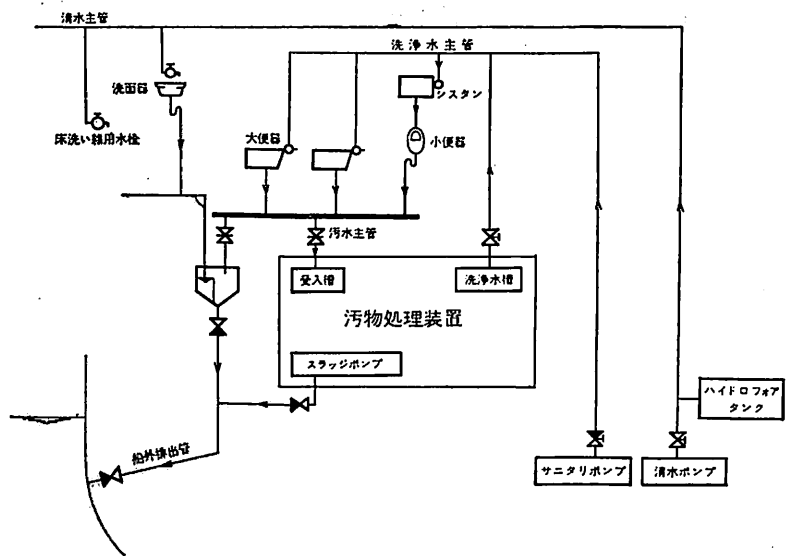 清水主管
洗浄水主管
洗面器
シスタン
床洗い雑用水栓
大便器
小便器
汚水主管
受入槽
洗浄水槽
汚物処理装置
スラッジポンプ
ハイドロフォア
タンク
船外排出管
サニタリポンプ
清水ポンプ